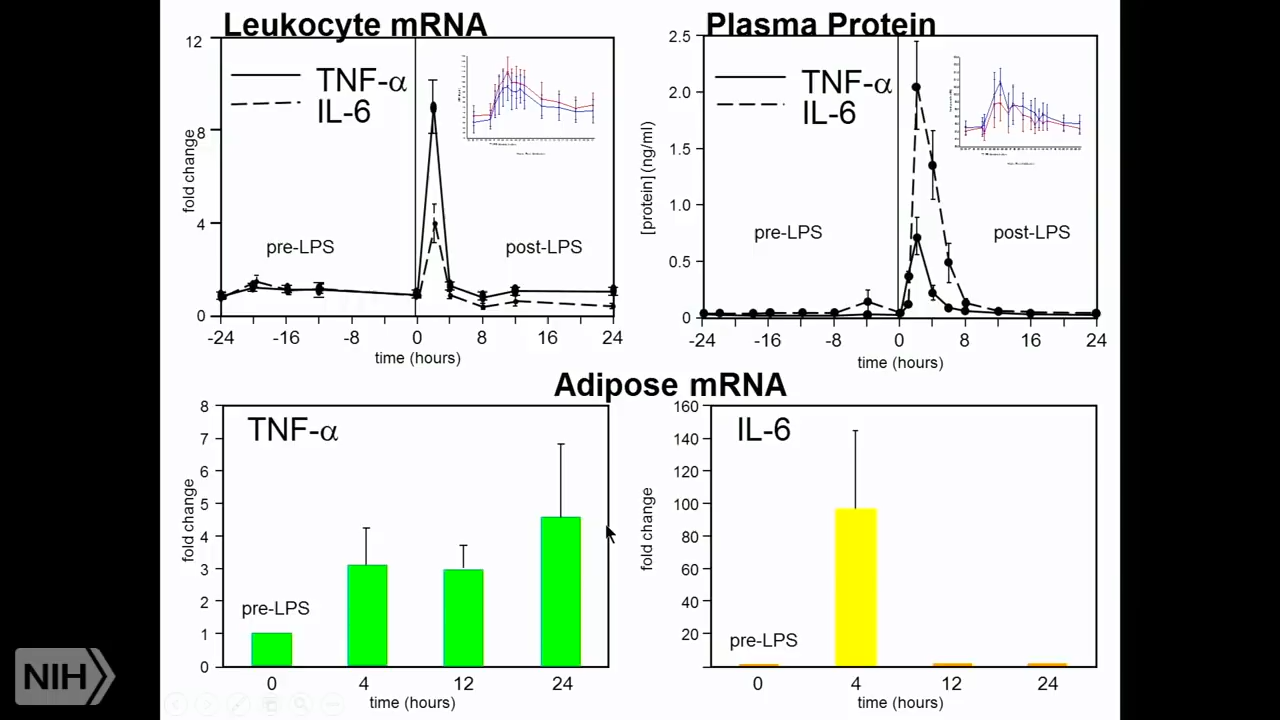 Leukocyte mRNA
12
8
4
0
fold change
TNF-α
IL-6
pre-LPS
post-LPS
-24 -16 -8 0 8 16 24
time (hours)
Plasma Protein
2.5
2.0
1.5
1.0
0.5
0
[protein] (ng/ml)
TNF-α
IL-6
pre-LPS
post-LPS
-24 -16 -8 0 8 16 24
time (hours)
Adipose mRNA
8
7
6
5
4
3
2
1
0
fold change
TNF-α
pre-LPS
0 4 12 24
time (hours)
160
140
120
100
80
60
40
20
fold change
IL-6
pre-LPS
0 4 12 24
time (hours)
NIH